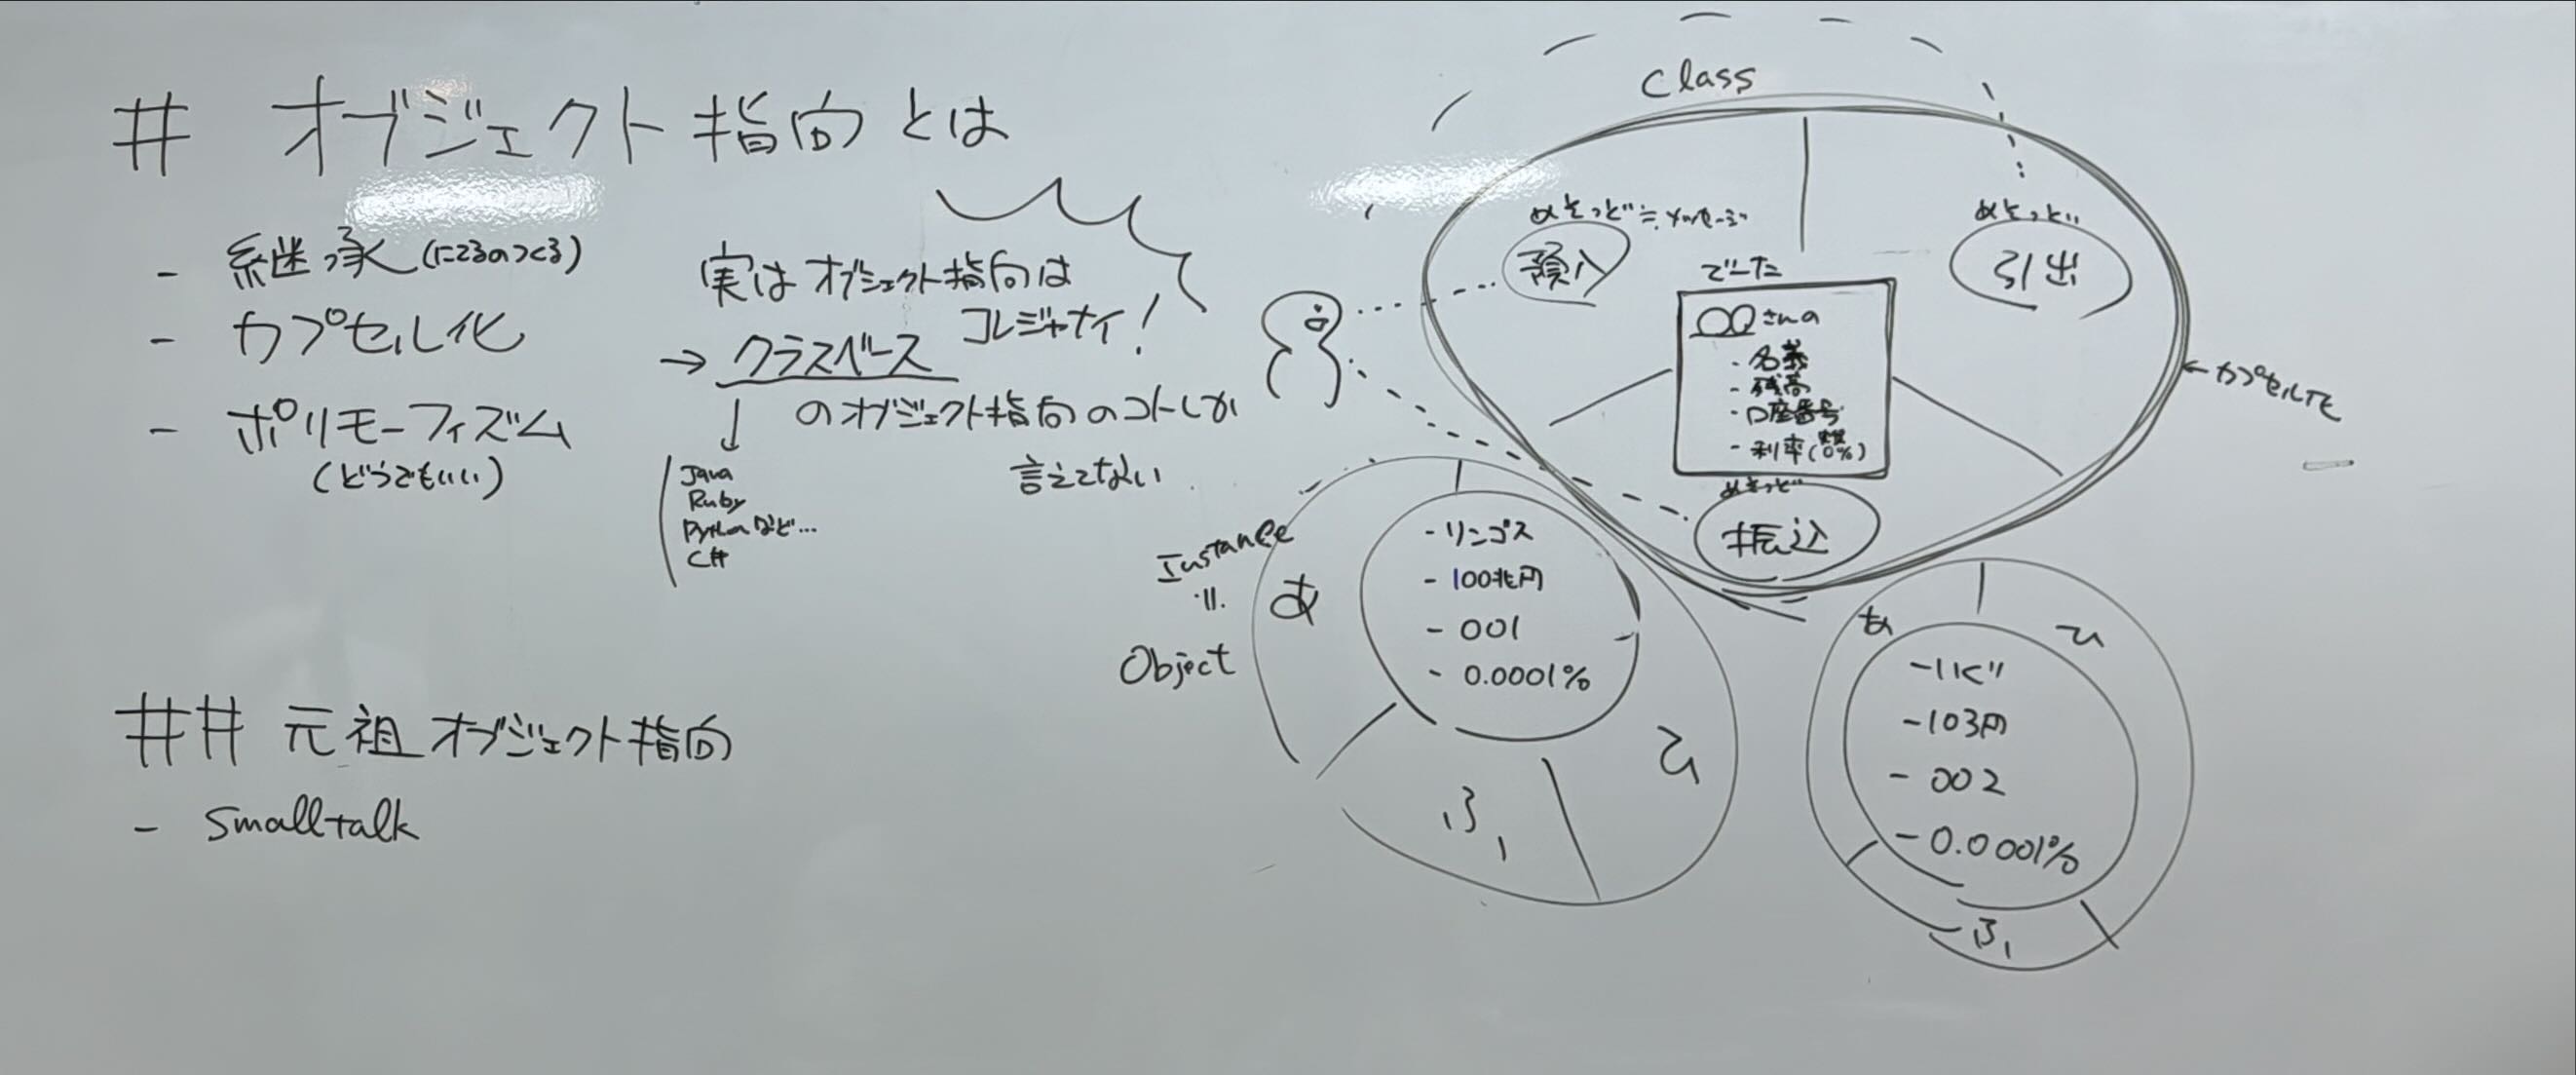 # オブジェクト指向とは
- 継承(にてるのつくる)
- カプセル化
- ポリモーフィズム
(どうでもいい)
実はオブジェクト指向は
コレジャナイ!
→ クラスベース
のオブジェクト指向のコトしか
言えてない
↓
Java
Ruby
Pythonなど…
C#
## 元祖オブジェクト指向
- Smalltalk
Class
めそっど≒メッセージ
預入
めそっど
引出
でーた
〇〇さんの
・名義
・残高
・口座番号
・利率(0%)
めそっど
振込
←カプセル化
Instance
=
Object
あ
- リンゴス
- 100兆円
- 001
- 0.0001%
ひ
ふ
あ
ひ
-103円
- 002
-0.0001%
ふ